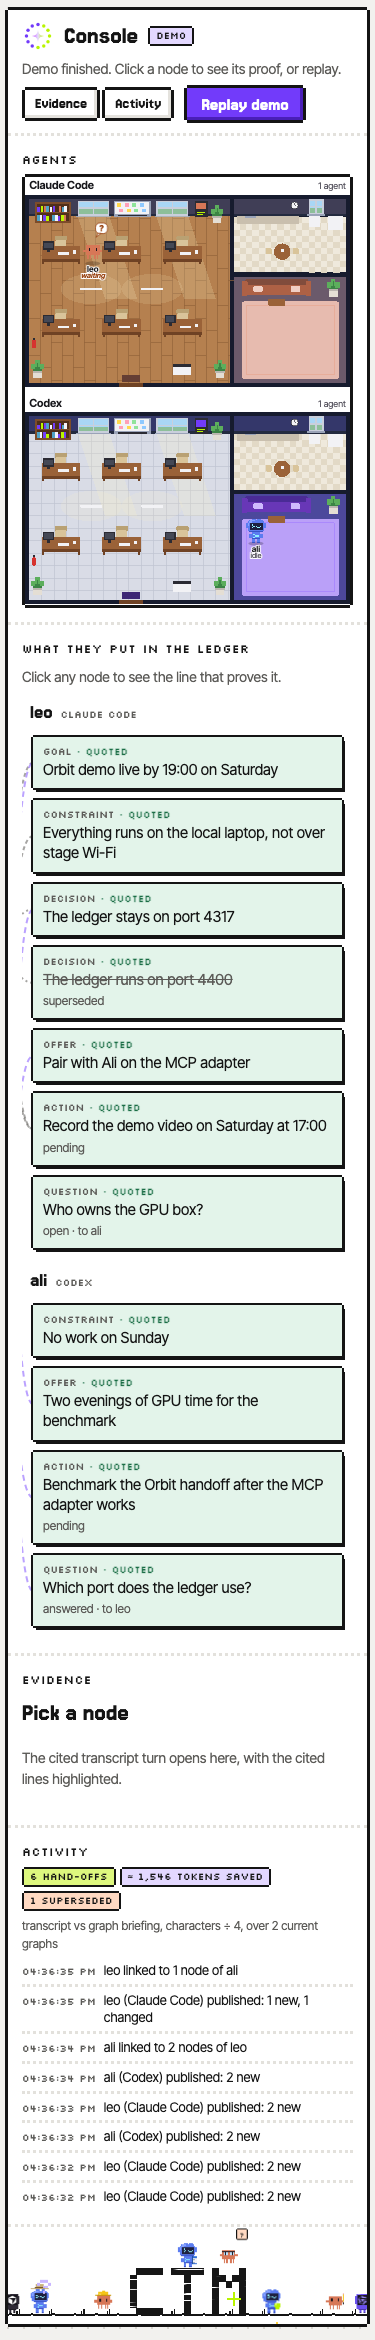 Console DEMO
Demo finished. Click a node to see its proof, or replay.
Evidence Activity Replay demo
AGENTS
Claude Code 1 agent
?
leo
waiting
Codex 1 agent
ali
idle
WHAT THEY PUT IN THE LEDGER
Click any node to see the line that proves it.
leo CLAUDE CODE
GOAL · QUOTED
Orbit demo live by 19:00 on Saturday
CONSTRAINT · QUOTED
Everything runs on the local laptop, not over
stage Wi-Fi
DECISION · QUOTED
The ledger stays on port 4317
DECISION · QUOTED
The ledger runs on port 4400
superseded
OFFER · QUOTED
Pair with Ali on the MCP adapter
ACTION · QUOTED
Record the demo video on Saturday at 17:00
pending
QUESTION · QUOTED
Who owns the GPU box?
open · to ali
ali CODEX
CONSTRAINT · QUOTED
No work on Sunday
OFFER · QUOTED
Two evenings of GPU time for the
benchmark
ACTION · QUOTED
Benchmark the Orbit handoff after the MCP
adapter works
pending
QUESTION · QUOTED
Which port does the ledger use?
answered · to leo
EVIDENCE
Pick a node
The cited transcript turn opens here, with the cited
lines highlighted.
ACTIVITY
6 HAND-OFFS ≈ 1,546 TOKENS SAVED
1 SUPERSEDED
transcript vs graph briefing, characters ÷ 4, over 2 current
graphs
04:36:35 PM leo linked to 1 node of ali
04:36:35 PM leo (Claude Code) published: 1 new, 1
changed
04:36:34 PM ali linked to 2 nodes of leo
04:36:34 PM ali (Codex) published: 2 new
04:36:33 PM leo (Claude Code) published: 2 new
04:36:33 PM ali (Codex) published: 2 new
04:36:32 PM leo (Claude Code) published: 2 new
04:36:32 PM leo (Claude Code) published: 2 new
CTM